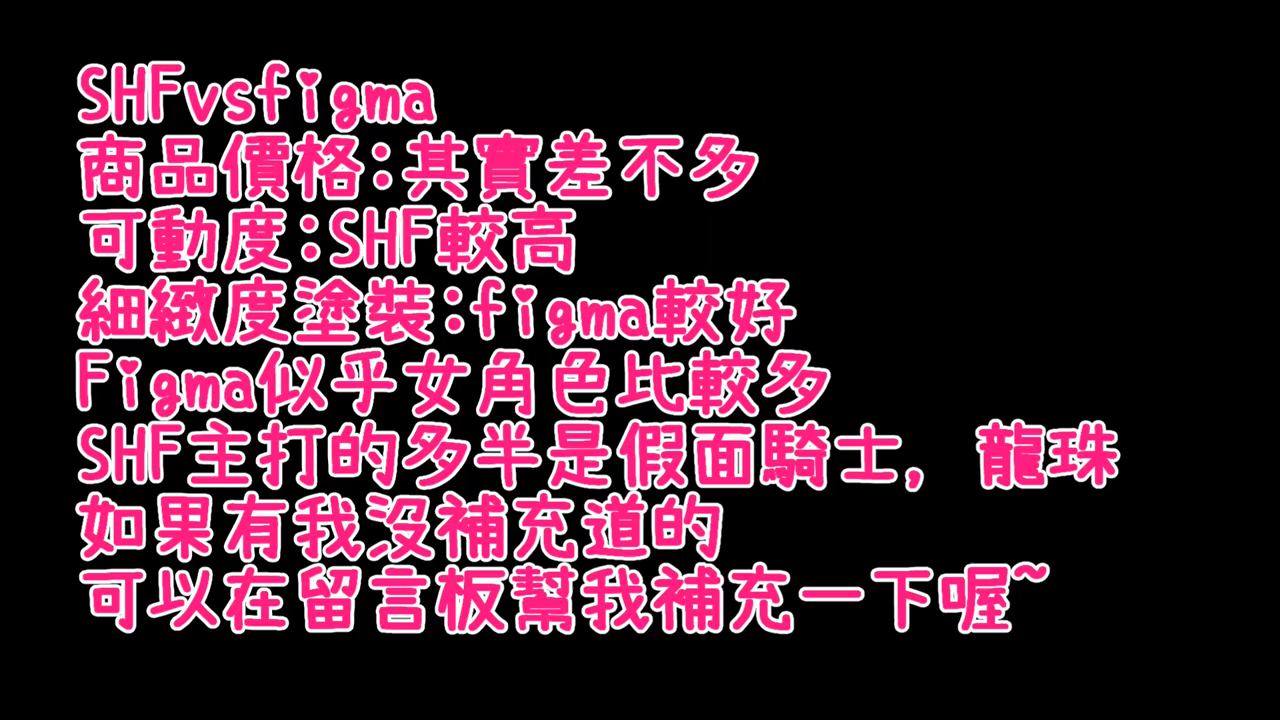 SHFvsfigma
商品價格:其實差不多
可動度:SHF較高
細緻度塗裝:figma較好
Figma似乎女角色比較多
SHF主打的多半是假面騎士, 龍珠
如果有我沒補充道的
可以在留言板幫我補充一下喔~